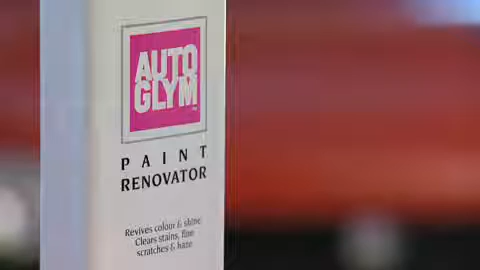 AUTO
GLYM
PAINT
RENOVATOR
Revives colour & shine
Clears stains, fine
scratches & haze